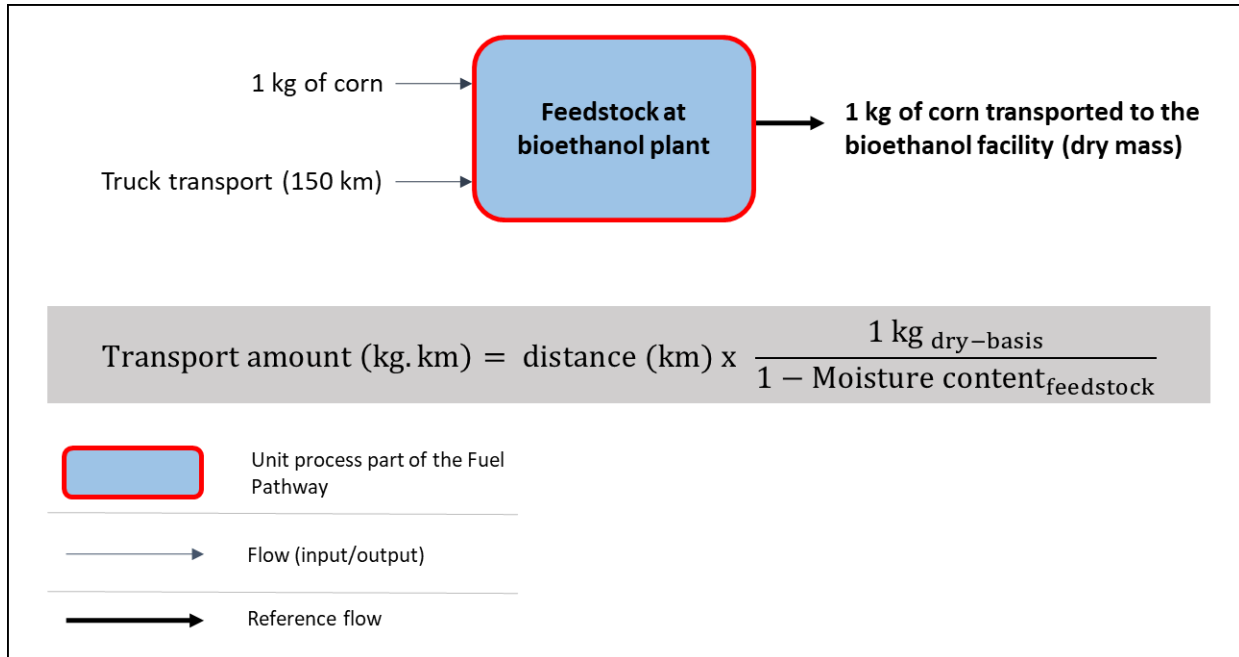 1 kg of corn
Truck transport (150 km)
Feedstock at
bioethanol plant
1 kg of corn transported to the
bioethanol facility (dry mass)
Transport amount (kg. km) = distance (km) x 1 kg dry−basis / 1 − Moisture content feedstock
Unit process part of the Fuel
Pathway
Flow (input/output)
Reference flow